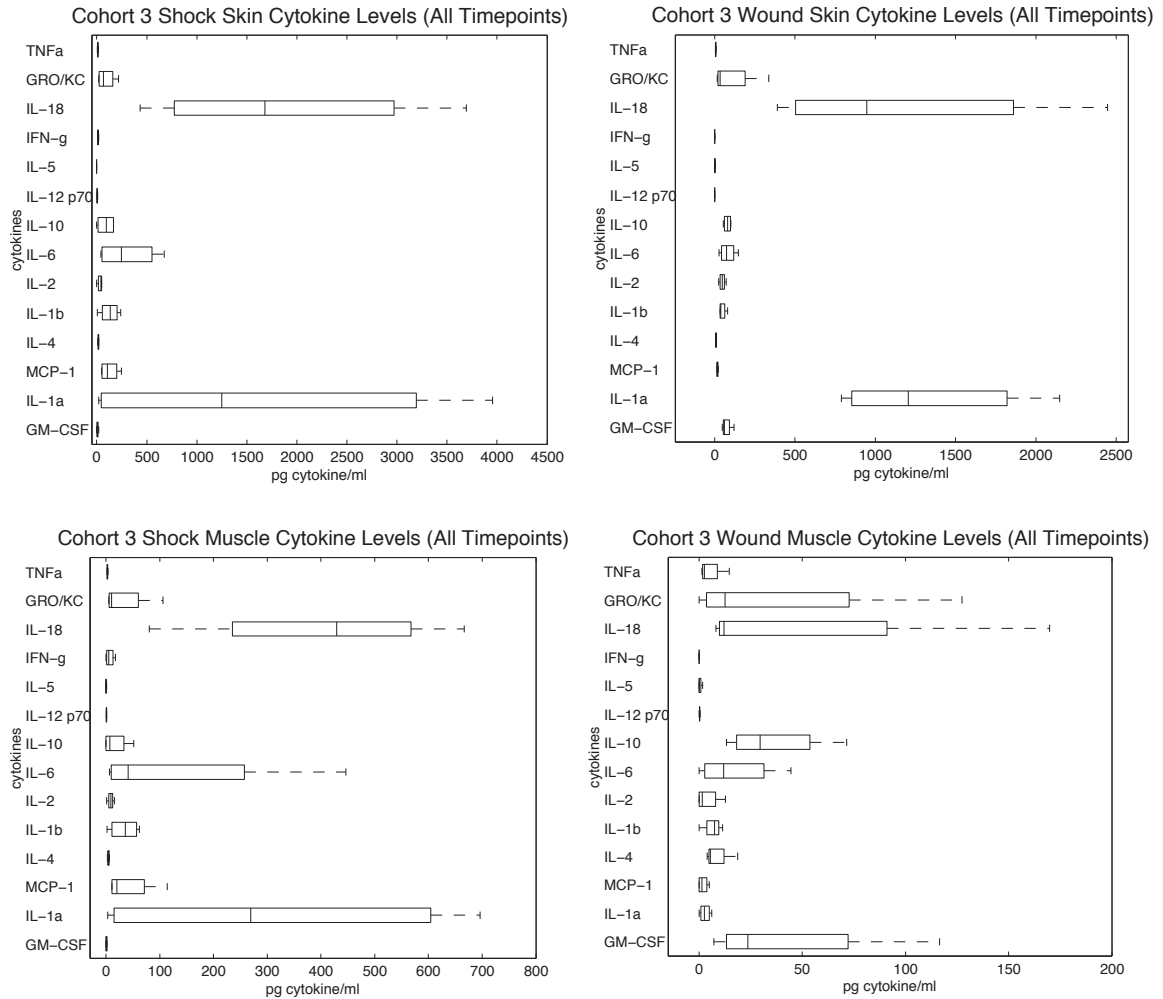 Cohort 3 Shock Skin Cytokine Levels (All Timepoints)
TNFa
GRO/KC
IL-18
IFN-g
IL-5
IL-12 p70
IL-10
IL-6
IL-2
IL-1b
IL-4
MCP-1
IL-1a
GM-CSF
cytokines
0 500 1000 1500 2000 2500 3000 3500 4000 4500
pg cytokine/ml
Cohort 3 Wound Skin Cytokine Levels (All Timepoints)
TNFa
GRO/KC
IL-18
IFN-g
IL-5
IL-12 p70
IL-10
IL-6
IL-2
IL-1b
IL-4
MCP-1
IL-1a
GM-CSF
cytokines
0 500 1000 1500 2000 2500
pg cytokine/ml
Cohort 3 Shock Muscle Cytokine Levels (All Timepoints)
TNFa
GRO/KC
IL-18
IFN-g
IL-5
IL-12 p70
IL-10
IL-6
IL-2
IL-1b
IL-4
MCP-1
IL-1a
GM-CSF
cytokines
0 100 200 300 400 500 600 700 800
pg cytokine/ml
Cohort 3 Wound Muscle Cytokine Levels (All Timepoints)
TNFa
GRO/KC
IL-18
IFN-g
IL-5
IL-12 p70
IL-10
IL-6
IL-2
IL-1b
IL-4
MCP-1
IL-1a
GM-CSF
cytokines
0 50 100 150 200
pg cytokine/ml